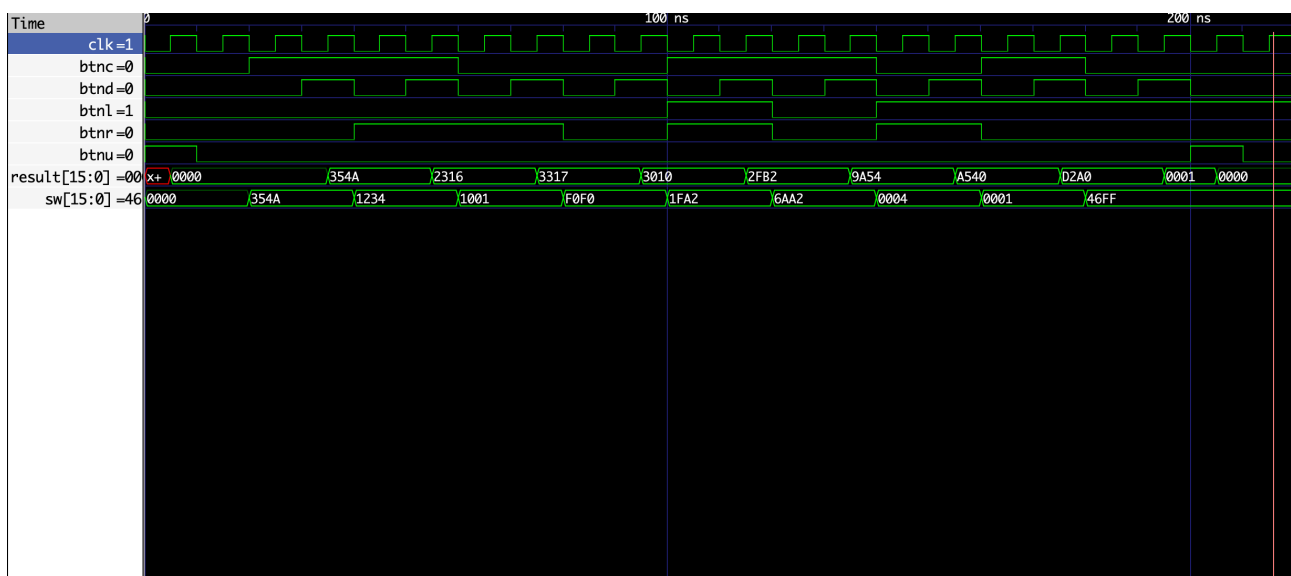 Time 0 100 ns 200 ns
clk=1
btnc=0
btnd=0
btnl=1
btnr=0
btnu=0
result[15:0]=00 x+ 0000 354A 2316 3317 3010 2FB2 9A54 A540 D2A0 0001 0000
sw[15:0]=46 0000 354A 1234 1001 F0F0 1FA2 6AA2 0004 0001 46FF